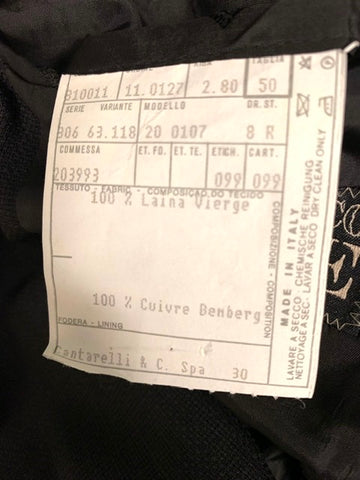 RIGA TAGLIA
810011 11.0127 2.80 50
SERIE VARIANTE MODELLO DR. ST.
806 63.118 20 0107 8 R
COMMESSA ET. FO. ET. TE. ETICH. CART.
203993 099 099
TESSUTO - FABRIC - COMPOSIÇAO DO TECIDO
100 % Laina Vierge
100 % Cuivre Bemberg
FODERA - LINING
Cantarelli & C. Spa 30
COMPOSIZIONE - COMPOSITION
MADE IN ITALY
LAVARE A SECCO - CHEMISCHE REINIGUNG
NETTOYAGE A SEC. - LAVAR A SECO DRY CLEAN ONLY